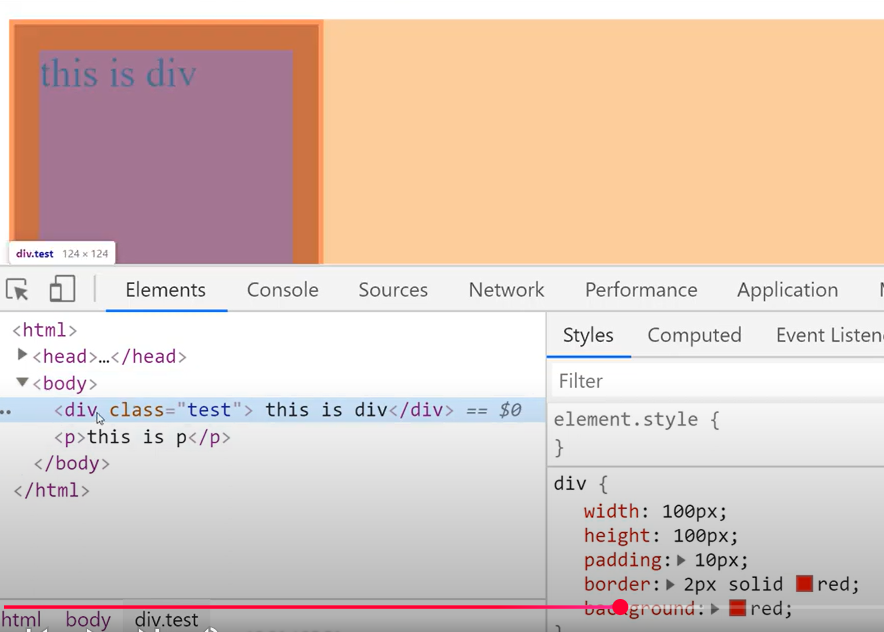 this is div
div.test 124 × 124
Elements Console Sources Network Performance Application
<html>
<head>…</head>
<body>
<div class="test"> this is div</div> == $0
<p>this is p</p>
</body>
</html>
Styles Computed Event Listen
Filter
element.style {
}
div {
width: 100px;
height: 100px;
padding: 10px;
border: 2px solid red;
background: red;
}
html body div.test